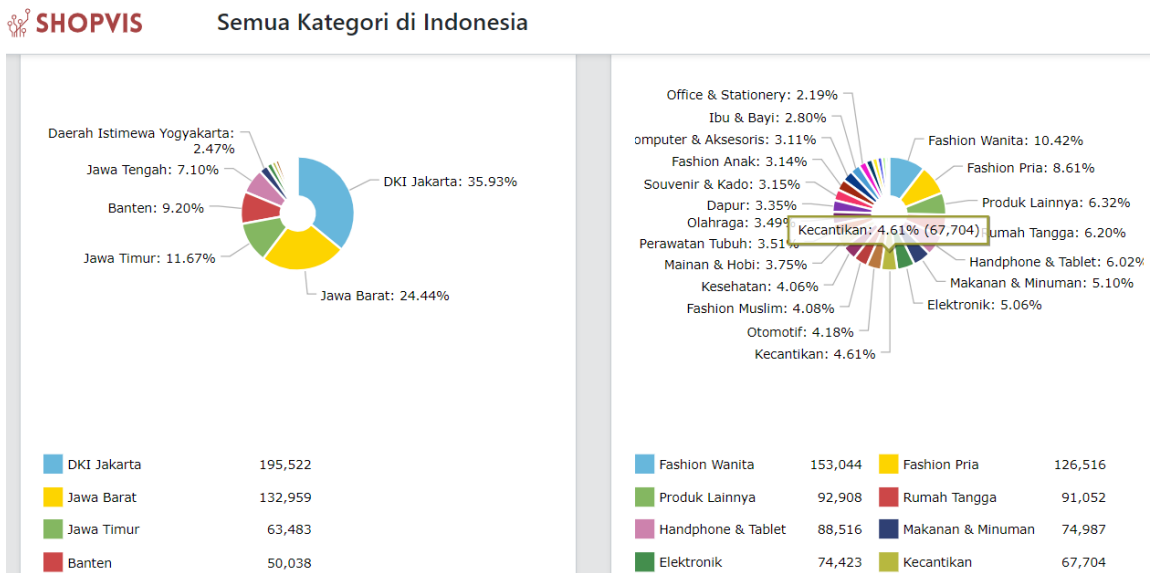 SHOPVIS
Semua Kategori di Indonesia
Daerah Istimewa Yogyakarta:
2.47%
Jawa Tengah: 7.10%
Banten: 9.20%
Jawa Timur: 11.67%
DKI Jakarta: 35.93%
Jawa Barat: 24.44%
DKI Jakarta 195,522
Jawa Barat 132,959
Jawa Timur 63,483
Banten 50,038
Office & Stationery: 2.19%
Ibu & Bayi: 2.80%
omputer & Aksesoris: 3.11%
Fashion Anak: 3.14%
Souvenir & Kado: 3.15%
Dapur: 3.35%
Olahraga: 3.49%
Perawatan Tubuh: 3.51%
Mainan & Hobi: 3.75%
Kesehatan: 4.06%
Fashion Muslim: 4.08%
Otomotif: 4.18%
Kecantikan: 4.61%
Kecantikan: 4.61% (67,704)
Fashion Wanita: 10.42%
Fashion Pria: 8.61%
Produk Lainnya: 6.32%
Rumah Tangga: 6.20%
Handphone & Tablet: 6.02%
Makanan & Minuman: 5.10%
Elektronik: 5.06%
Fashion Wanita 153,044 Fashion Pria 126,516
Produk Lainnya 92,908 Rumah Tangga 91,052
Handphone & Tablet 88,516 Makanan & Minuman 74,987
Elektronik 74,423 Kecantikan 67,704